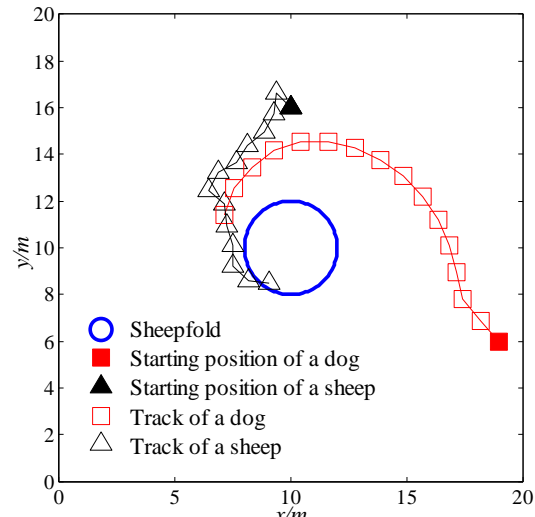 20
18
16
14
12
10
8
6
4
2
0
y/m
Sheepfold
Starting position of a dog
Starting position of a sheep
Track of a dog
Track of a sheep
0 5 10 15 20
x/m